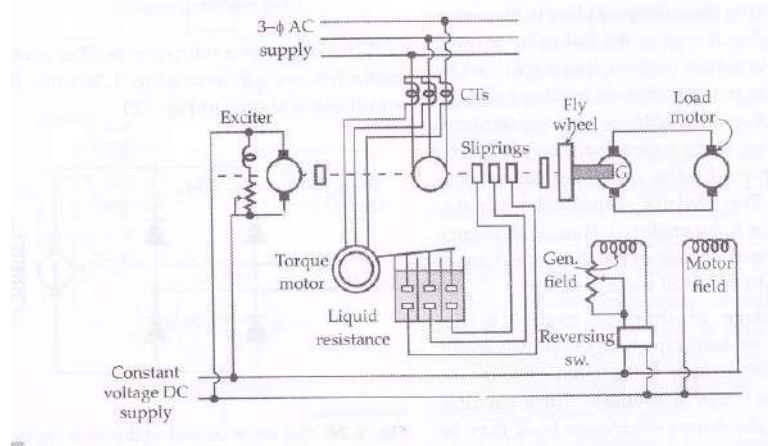 3–ϕ AC
supply
CTs
Exciter
Sliprings
Fly
wheel
Load
motor
G
Torque
motor
Liquid
resistance
Gen.
field
Motor
field
Reversing
sw.
Constant
voltage DC
supply